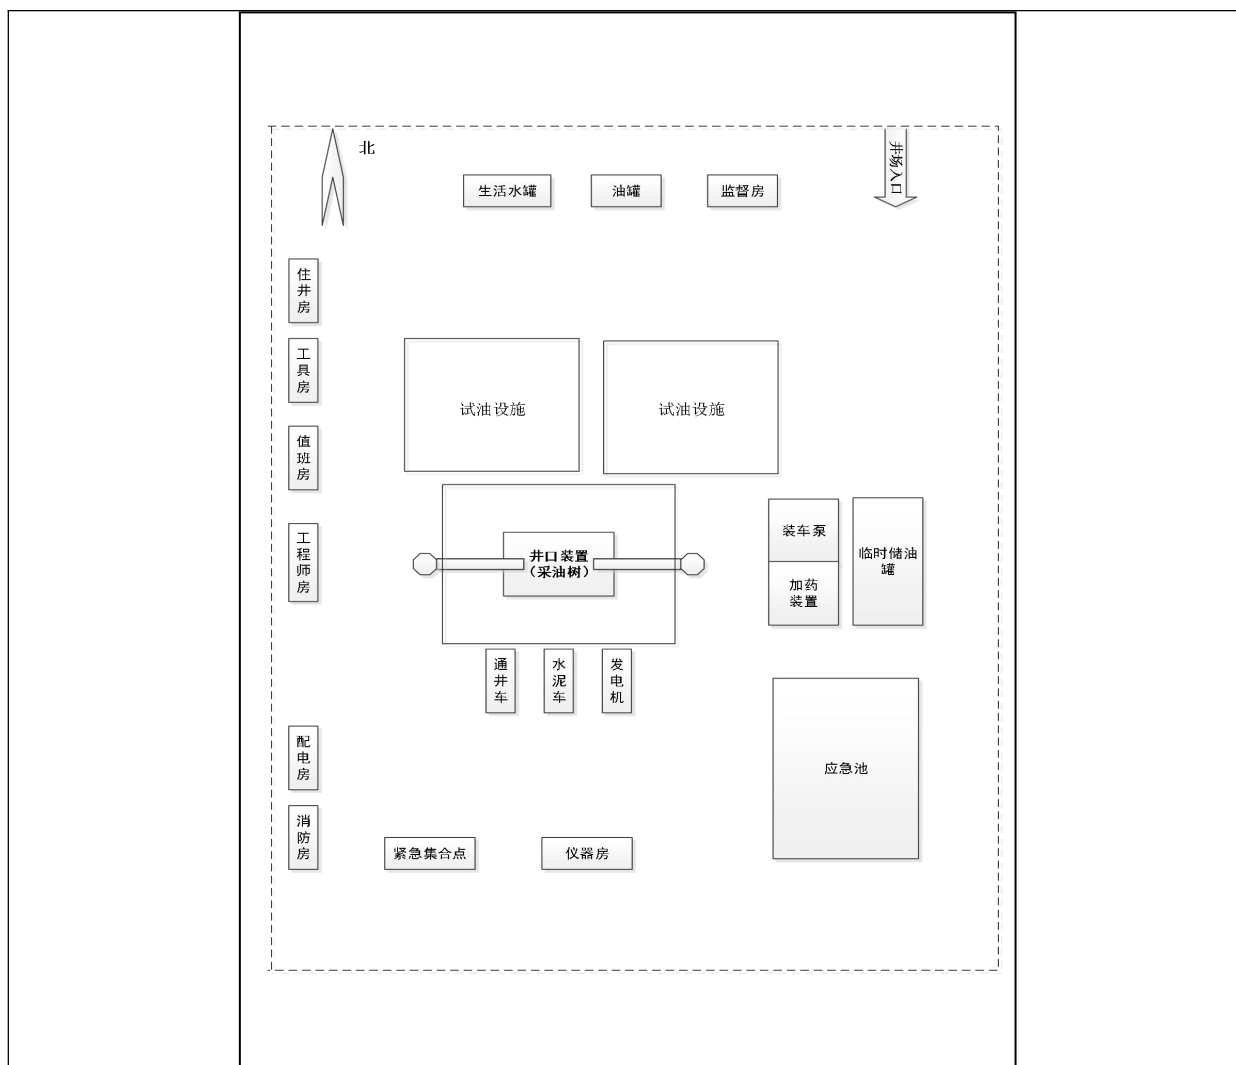 北
井场入口
生活水罐
油罐
监督房
住井房
工具房
值班房
工程师房
试油设施
试油设施
井口装置
（采油树）
装车泵
加药
装置
临时储油
罐
通井车
水泥车
发电机
应急池
配电房
消防房
紧急集合点
仪器房